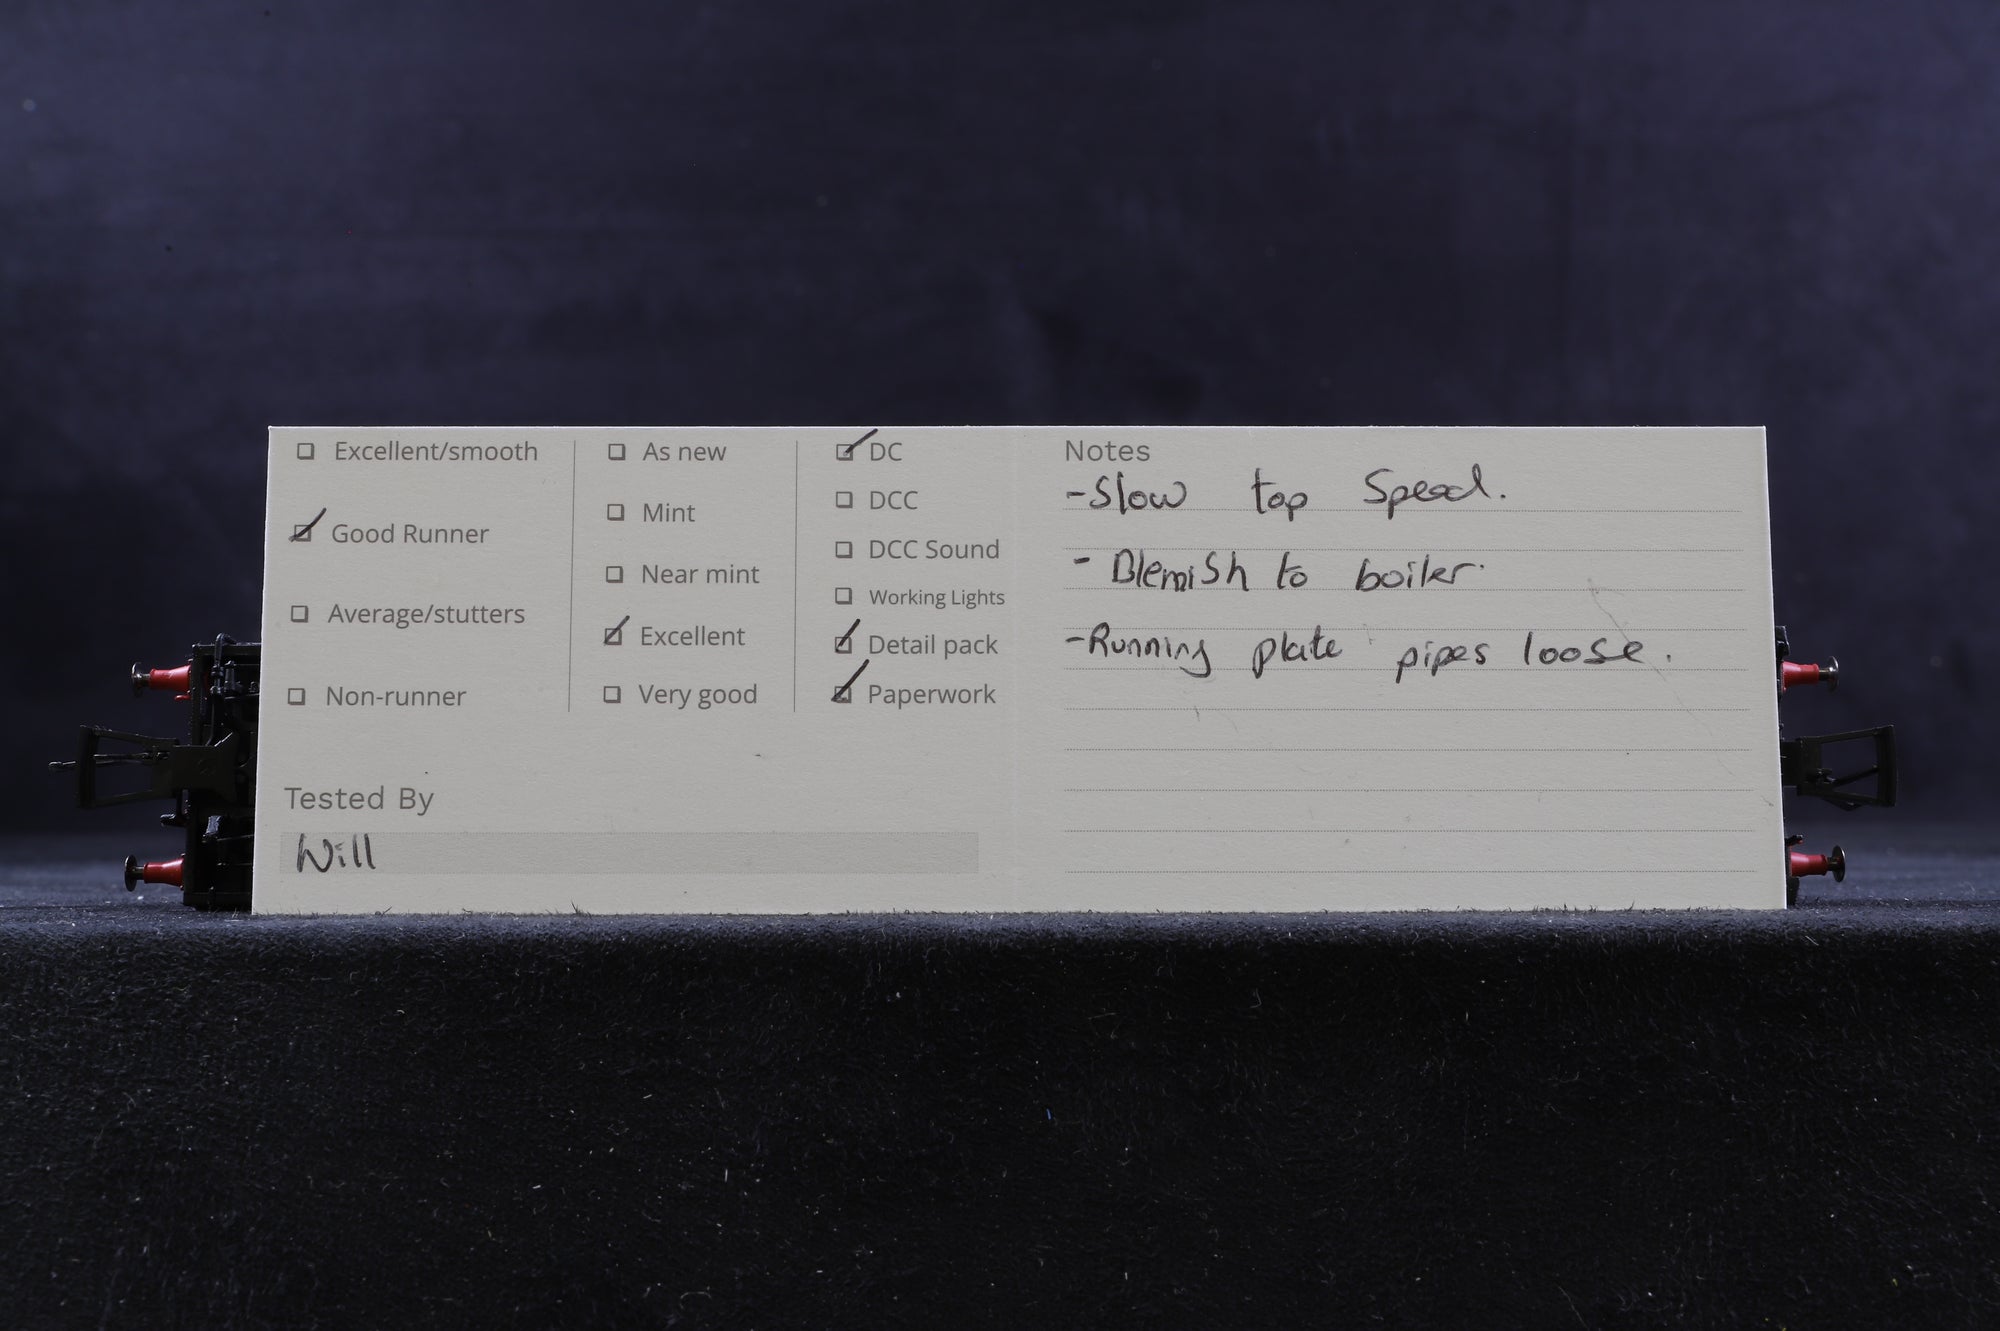 ☐ Excellent/smooth
☑ Good Runner
☐ Average/stutters
☐ Non-runner
☐ As new
☐ Mint
☐ Near mint
☑ Excellent
☐ Very good
☑ DC
☐ DCC
☐ DCC Sound
☐ Working Lights
☑ Detail pack
☑ Paperwork
Tested By
Will
Notes
-Slow top Speed.
- Blemish to boiler.
-Running plate pipes loose.